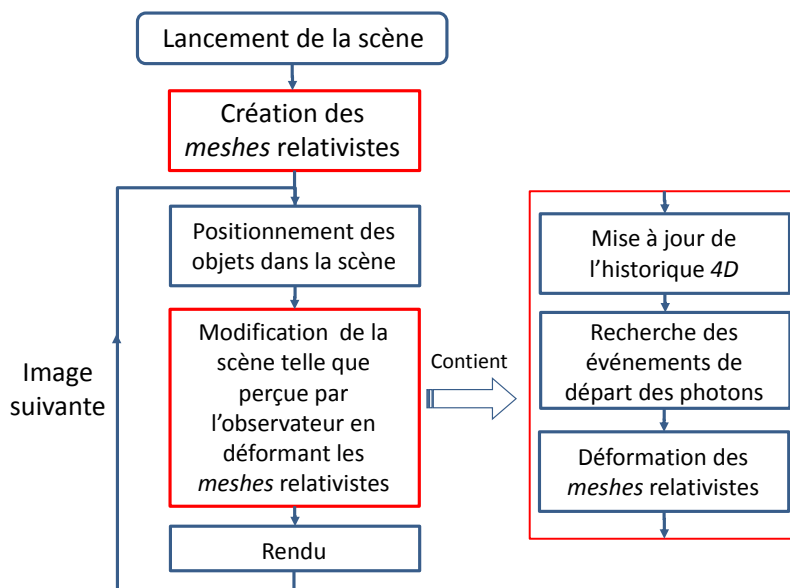 Lancement de la scène
Création des
meshes relativistes
Positionnement des
objets dans la scène
Modification de la
scène telle que
perçue par
l'observateur en
déformant les
meshes relativistes
Rendu
Image
suivante
Contient
Mise à jour de
l'historique 4D
Recherche des
événements de
départ des photons
Déformation des
meshes relativistes